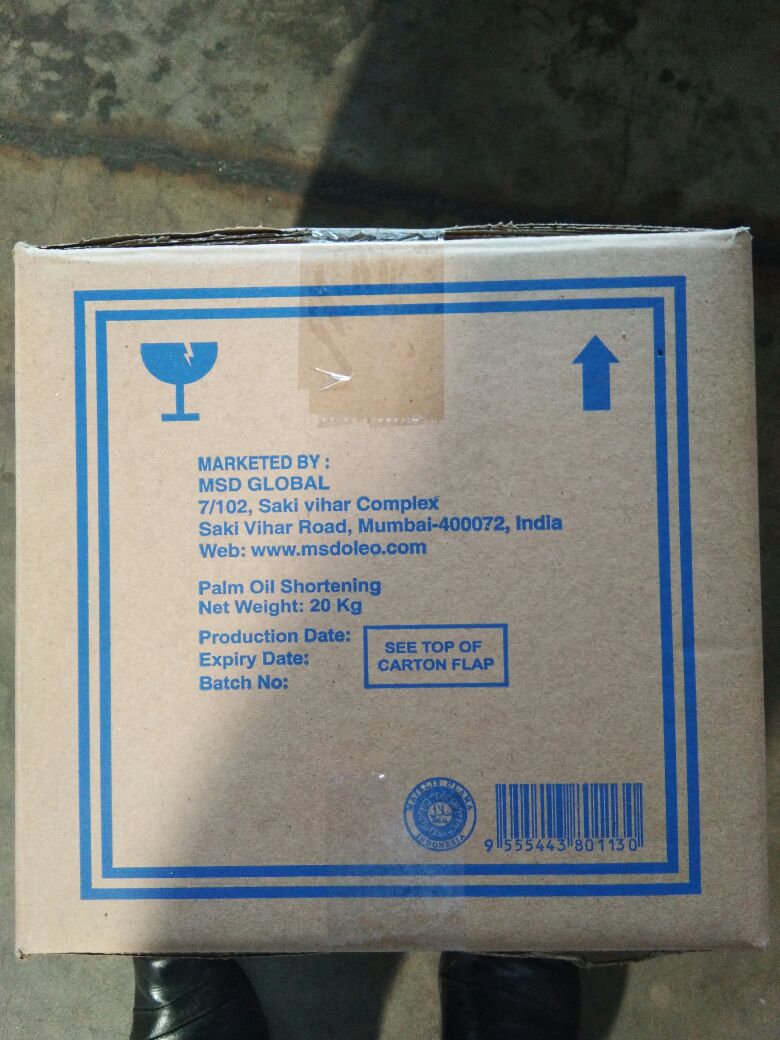 MARKETED BY :
MSD GLOBAL
7/102, Saki vihar Complex
Saki Vihar Road, Mumbai-400072, India
Web: www.msdoleo.com
Palm Oil Shortening
Net Weight: 20 Kg
Production Date:
Expiry Date:
Batch No:
SEE TOP OF
CARTON FLAP
MAJELIS ULAMA
INDONESIA
9 555443 801130